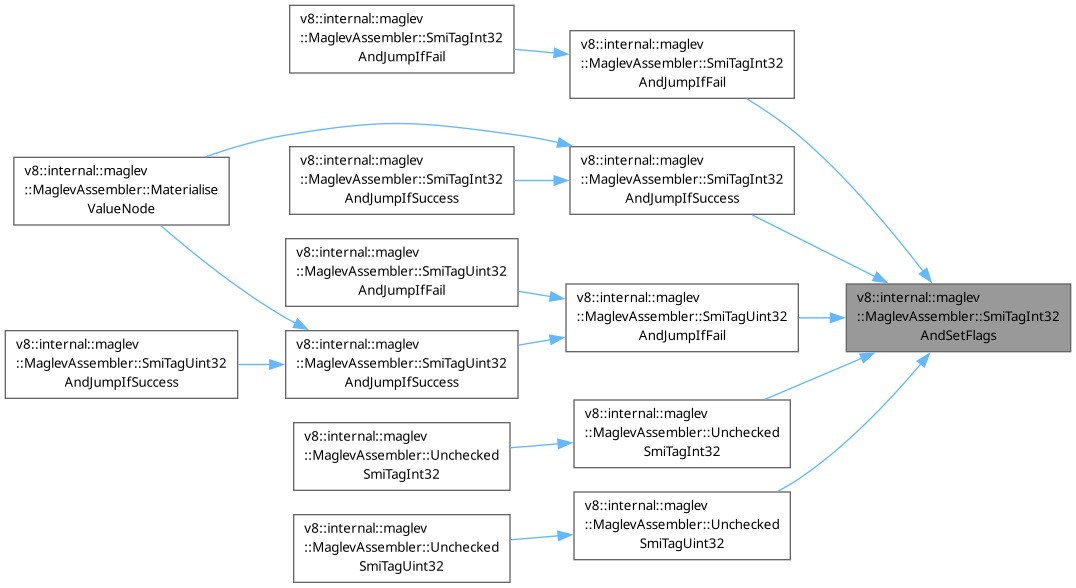 v8::internal::maglev
::MaglevAssembler::SmiTagInt32
AndJumpIfFail
v8::internal::maglev
::MaglevAssembler::SmiTagInt32
AndJumpIfFail
v8::internal::maglev
::MaglevAssembler::Materialise
ValueNode
v8::internal::maglev
::MaglevAssembler::SmiTagInt32
AndJumpIfSuccess
v8::internal::maglev
::MaglevAssembler::SmiTagInt32
AndJumpIfSuccess
v8::internal::maglev
::MaglevAssembler::SmiTagUint32
AndJumpIfFail
v8::internal::maglev
::MaglevAssembler::SmiTagUint32
AndJumpIfFail
v8::internal::maglev
::MaglevAssembler::SmiTagInt32
AndSetFlags
v8::internal::maglev
::MaglevAssembler::SmiTagUint32
AndJumpIfSuccess
v8::internal::maglev
::MaglevAssembler::SmiTagUint32
AndJumpIfSuccess
v8::internal::maglev
::MaglevAssembler::Unchecked
SmiTagInt32
v8::internal::maglev
::MaglevAssembler::Unchecked
SmiTagInt32
v8::internal::maglev
::MaglevAssembler::Unchecked
SmiTagUint32
v8::internal::maglev
::MaglevAssembler::Unchecked
SmiTagUint32